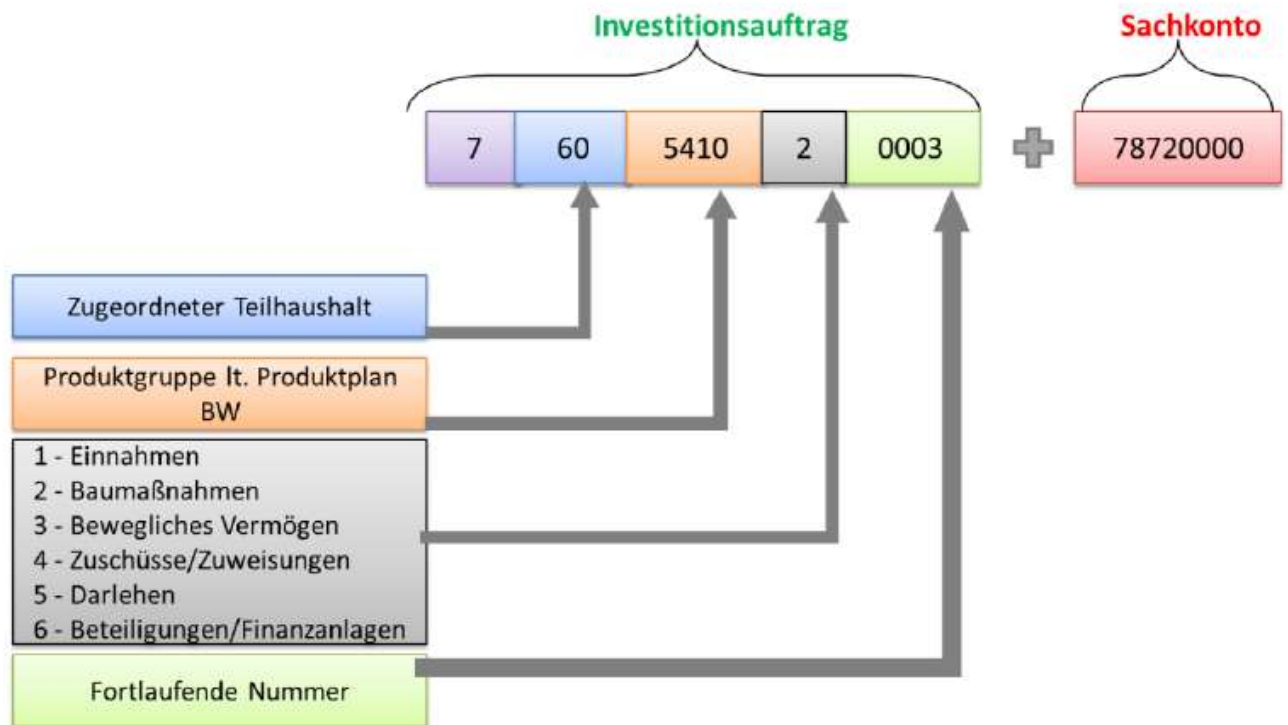 Investitionsauftrag
Sachkonto
7 60 5410 2 0003 + 78720000
Zugeordneter Teilhaushalt
Produktgruppe lt. Produktplan
BW
1 - Einnahmen
2 - Baumaßnahmen
3 - Bewegliches Vermögen
4 - Zuschüsse/Zuweisungen
5 - Darlehen
6 - Beteiligungen/Finanzanlagen
Fortlaufende Nummer